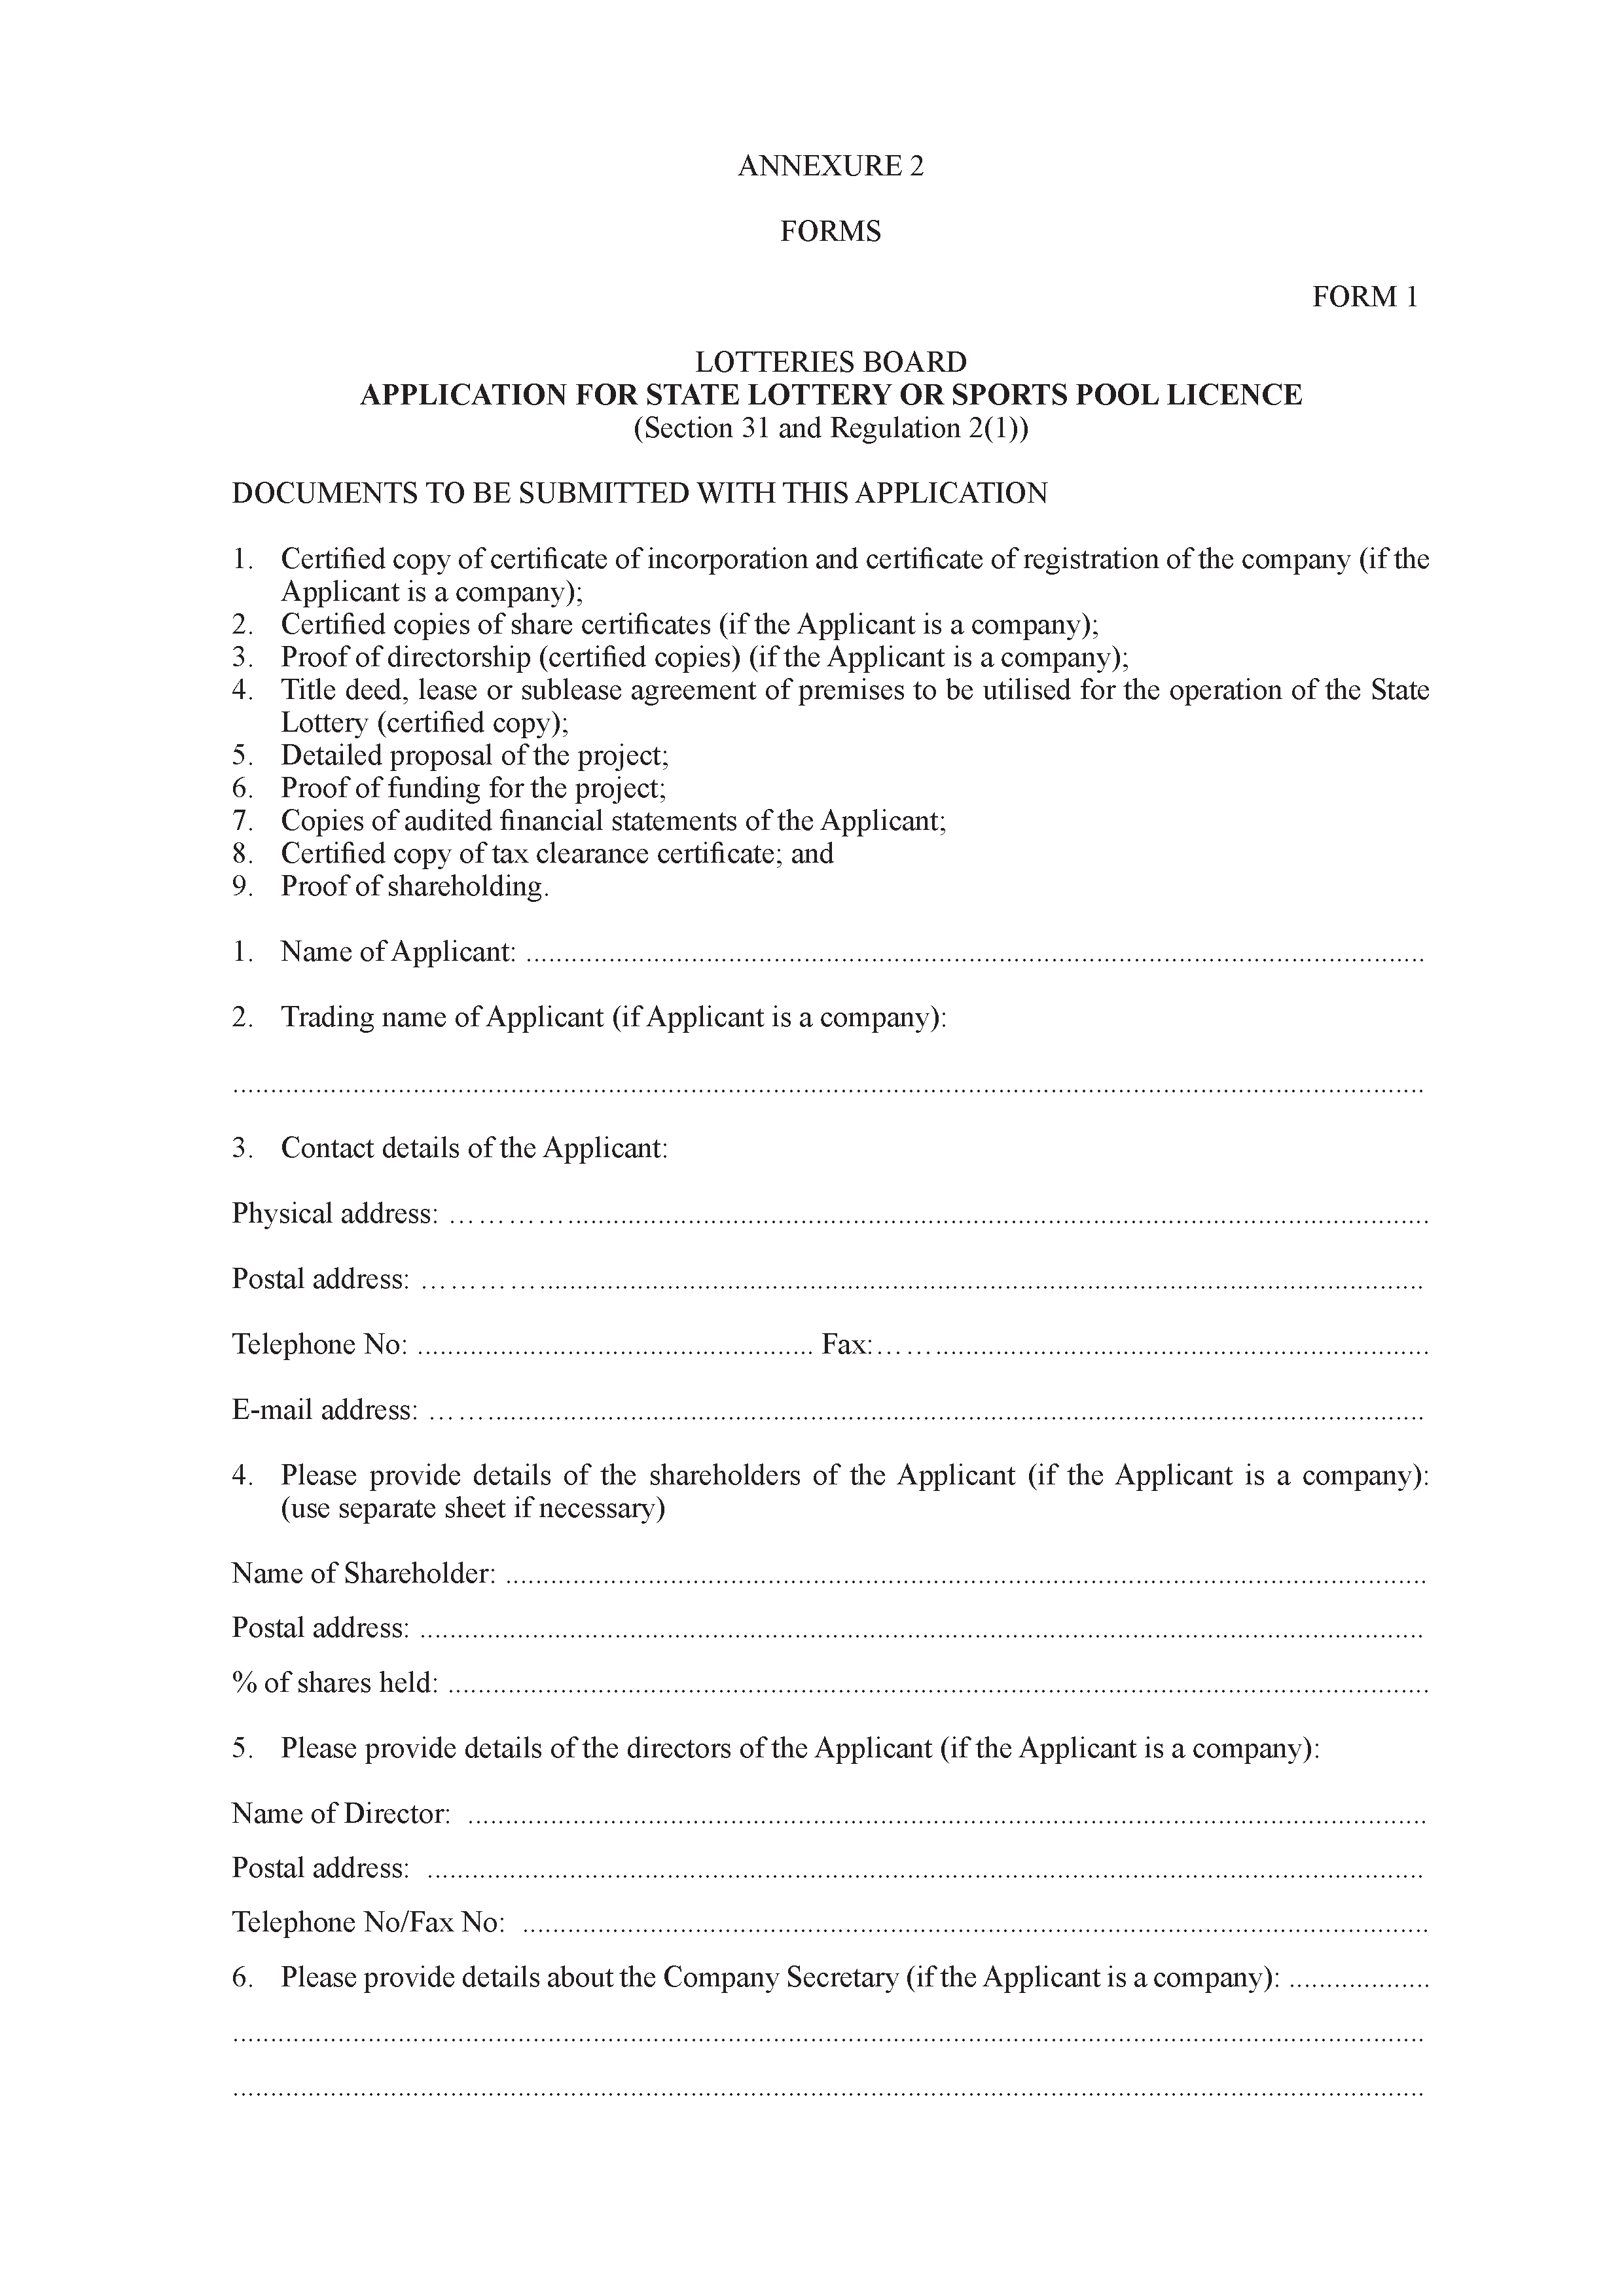 ANNEXURE 2
FORMS
FORM 1
LOTTERIES BOARD
APPLICATION FOR STATE LOTTERY OR SPORTS POOL LICENCE
(Section 31 and Regulation 2(1))
DOCUMENTS TO BE SUBMITTED WITH THIS APPLICATION
1. Certified copy of certificate of incorporation and certificate of registration of the company (if the
Applicant is a company);
2. Certified copies of share certificates (if the Applicant is a company);
3. Proof of directorship (certified copies) (if the Applicant is a company);
4. Title deed, lease or sublease agreement of premises to be utilised for the operation of the State
Lottery (certified copy);
5. Detailed proposal of the project;
6. Proof of funding for the project;
7. Copies of audited financial statements of the Applicant;
8. Certified copy of tax clearance certificate; and
9. Proof of shareholding.
1. Name of Applicant: ........................................................................................................................
2. Trading name of Applicant (if Applicant is a company):
...............................................................................................................................................................
3. Contact details of the Applicant:
Physical address: ……………...................................................................................................................
Postal address: ……………......................................................................................................................
Telephone No: ..................................................... Fax:………..................................................................
E-mail address: ………............................................................................................................................
4. Please provide details of the shareholders of the Applicant (if the Applicant is a company):
(use separate sheet if necessary)
Name of Shareholder: ...........................................................................................................................
Postal address: ......................................................................................................................................
% of shares held: ...................................................................................................................................
5. Please provide details of the directors of the Applicant (if the Applicant is a company):
Name of Director: ................................................................................................................................
Postal address: .....................................................................................................................................
Telephone No/Fax No: .........................................................................................................................
6. Please provide details about the Company Secretary (if the Applicant is a company): ...................
...............................................................................................................................................................
...............................................................................................................................................................